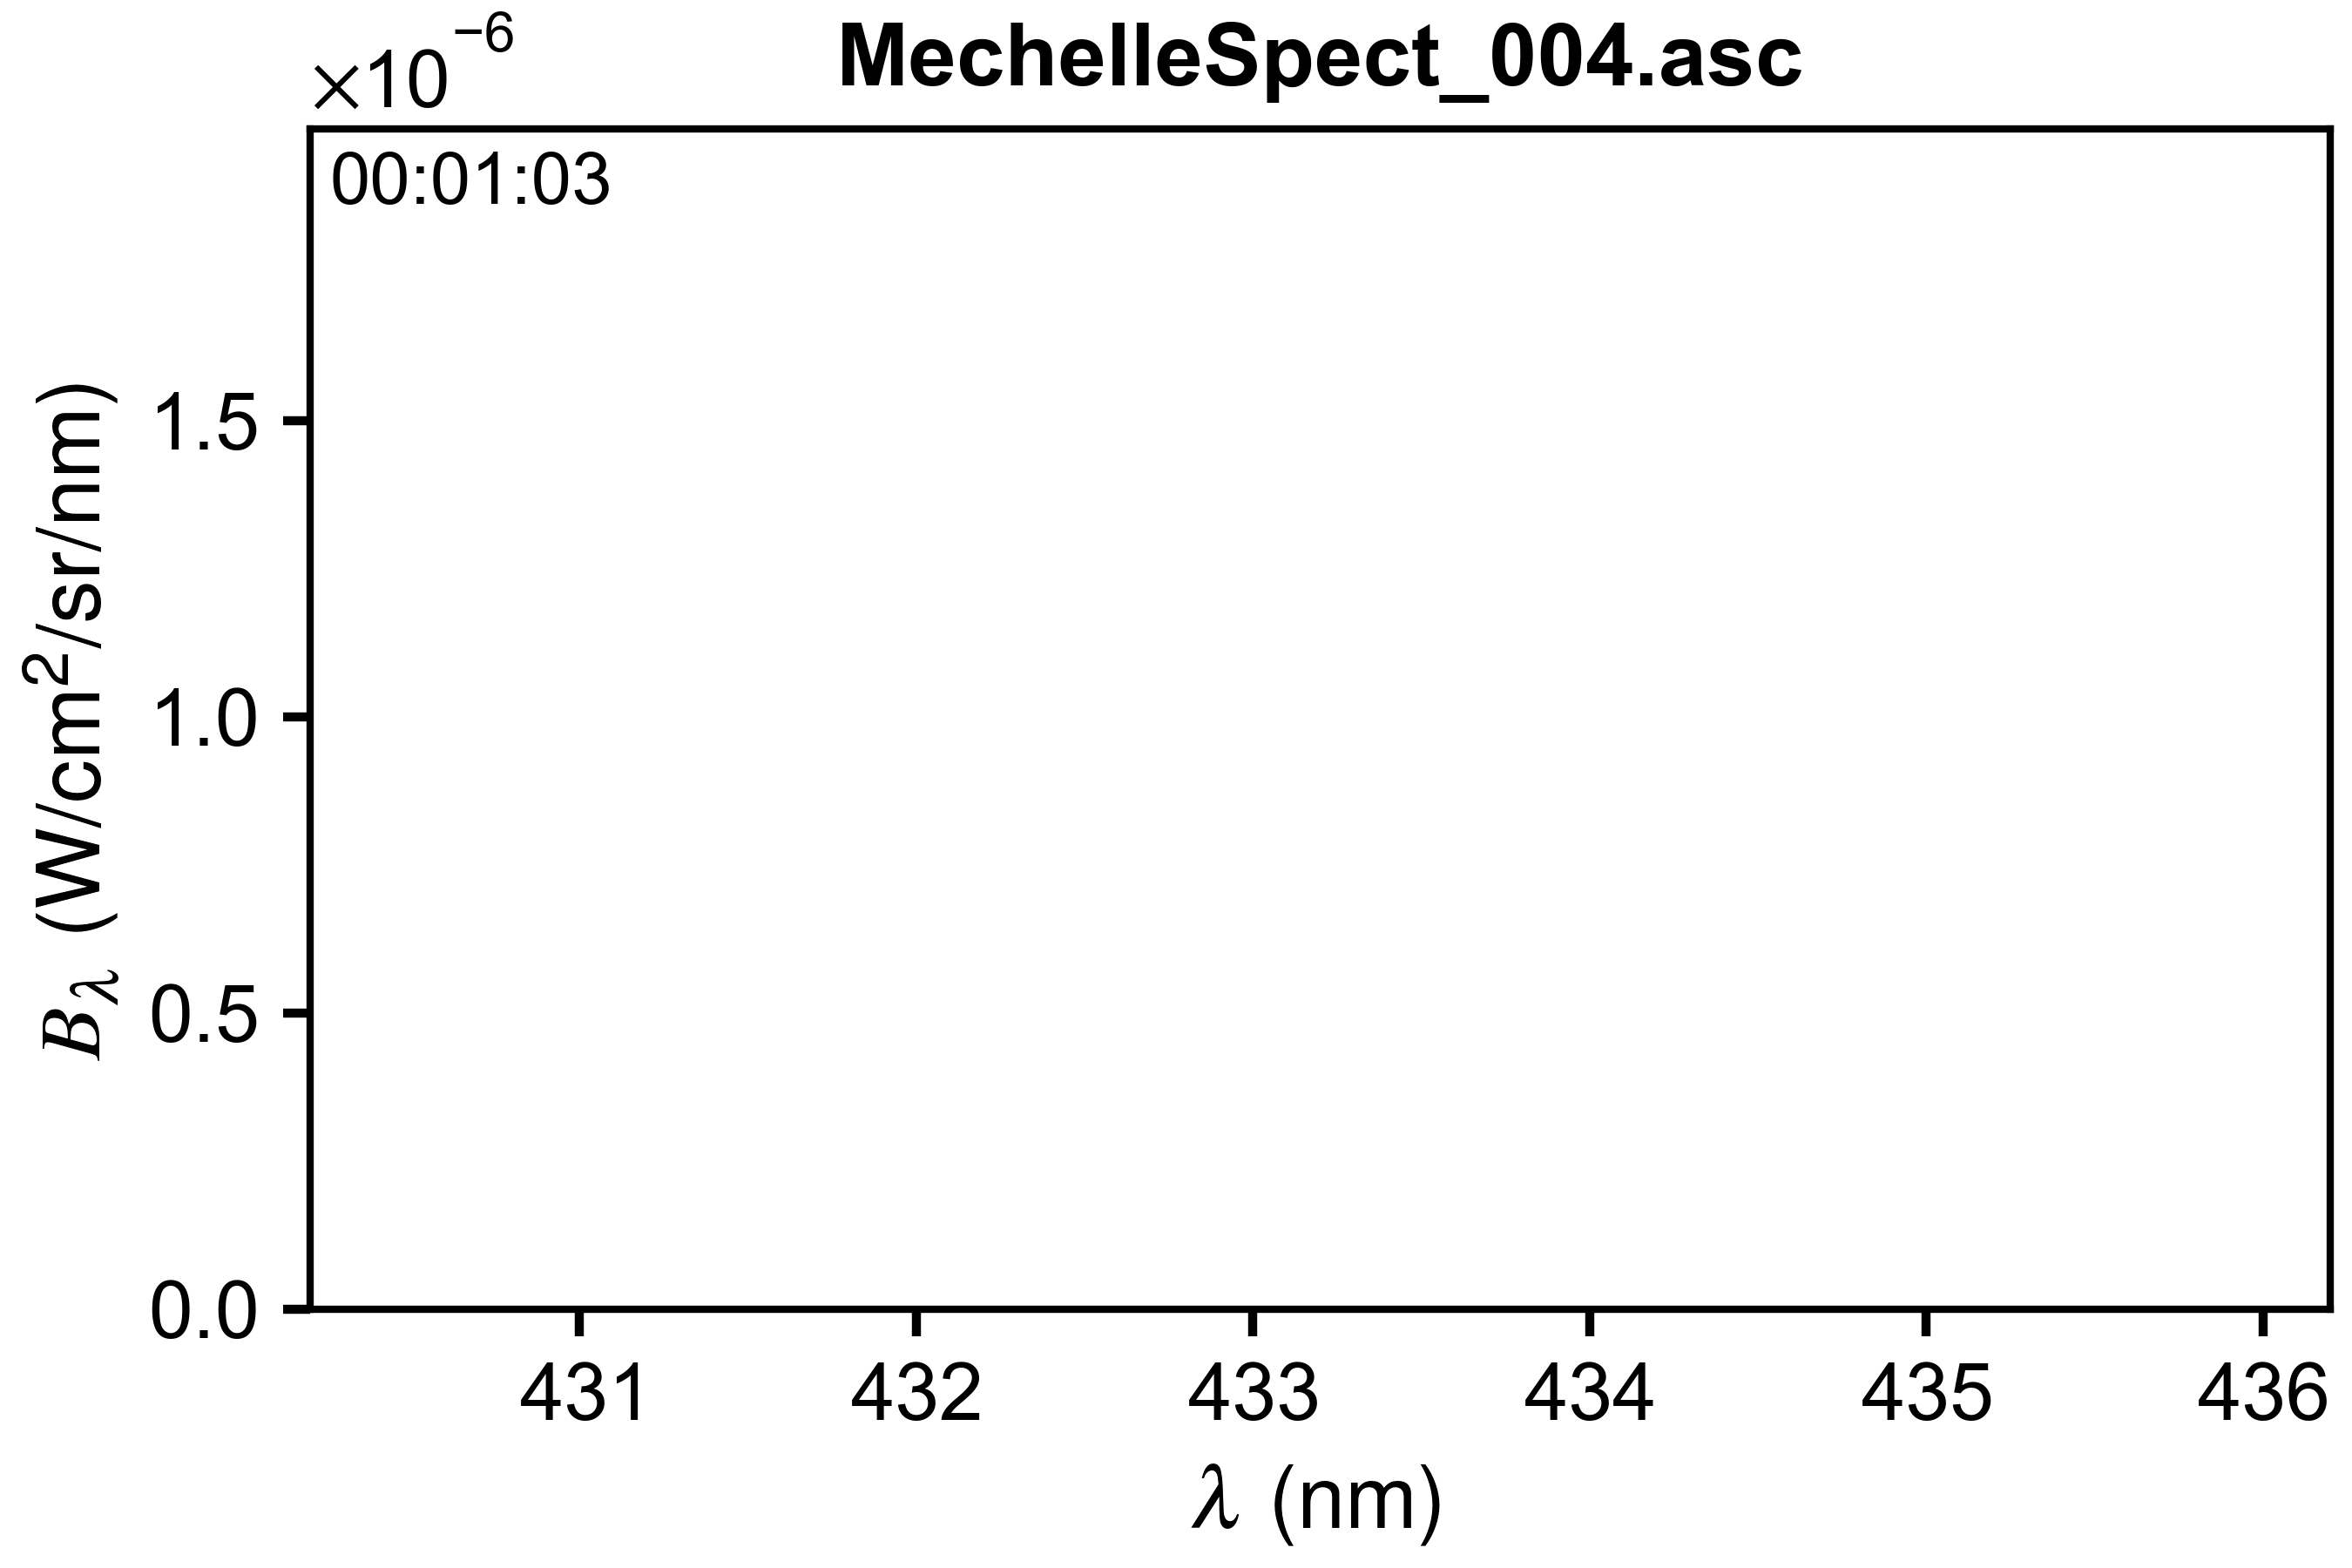 ×10⁻⁶
MechelleSpect_004.asc
00:01:03
1.5
1.0
0.5
0.0
B_λ (W/cm²/sr/nm)
431 432 433 434 435 436
λ (nm)